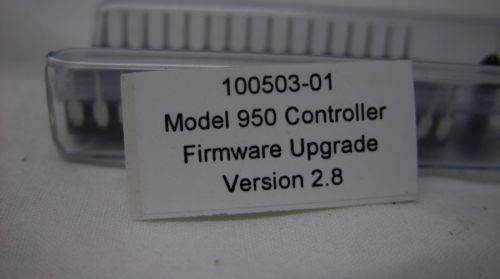 100503-01
Model 950 Controller
Firmware Upgrade
Version 2.8